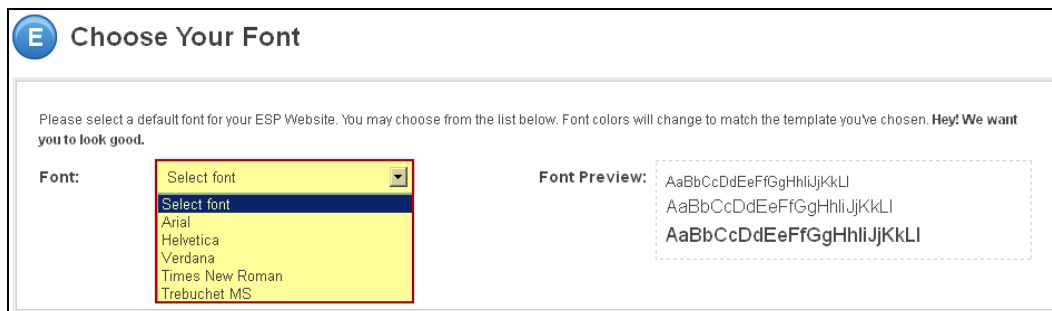 E Choose Your Font
Please select a default font for your ESP Website. You may choose from the list below. Font colors will change to match the template you've chosen. Hey! We want
you to look good.
Font: Select font
Select font
Arial
Helvetica
Verdana
Times New Roman
Trebuchet MS
Font Preview: AaBbCcDdEeFfGgHhIiJjKkLl
AaBbCcDdEeFfGgHhIiJjKkLl
AaBbCcDdEeFfGgHhIiJjKkLl